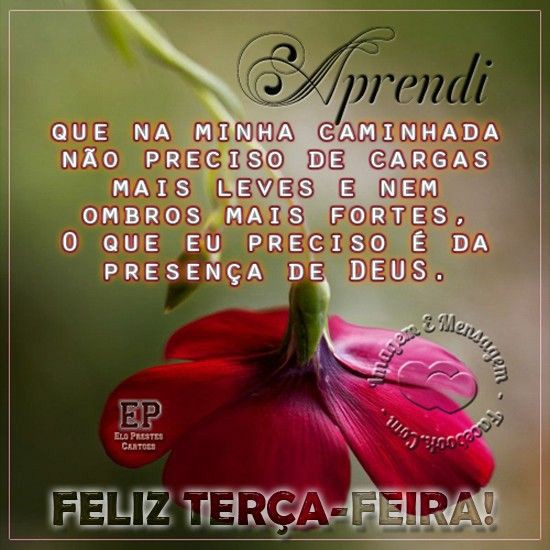 Aprendi
QUE NA MINHA CAMINHADA
NÃO PRECISO DE CARGAS
MAIS LEVES E NEM
OMBROS MAIS FORTES,
O QUE EU PRECISO É DA
PRESENÇA DE DEUS.
Imagem E Mensagem - Facebook.Com -
EP
ELO PRESTES
CARTOES
FELIZ TERÇA-FEIRA!